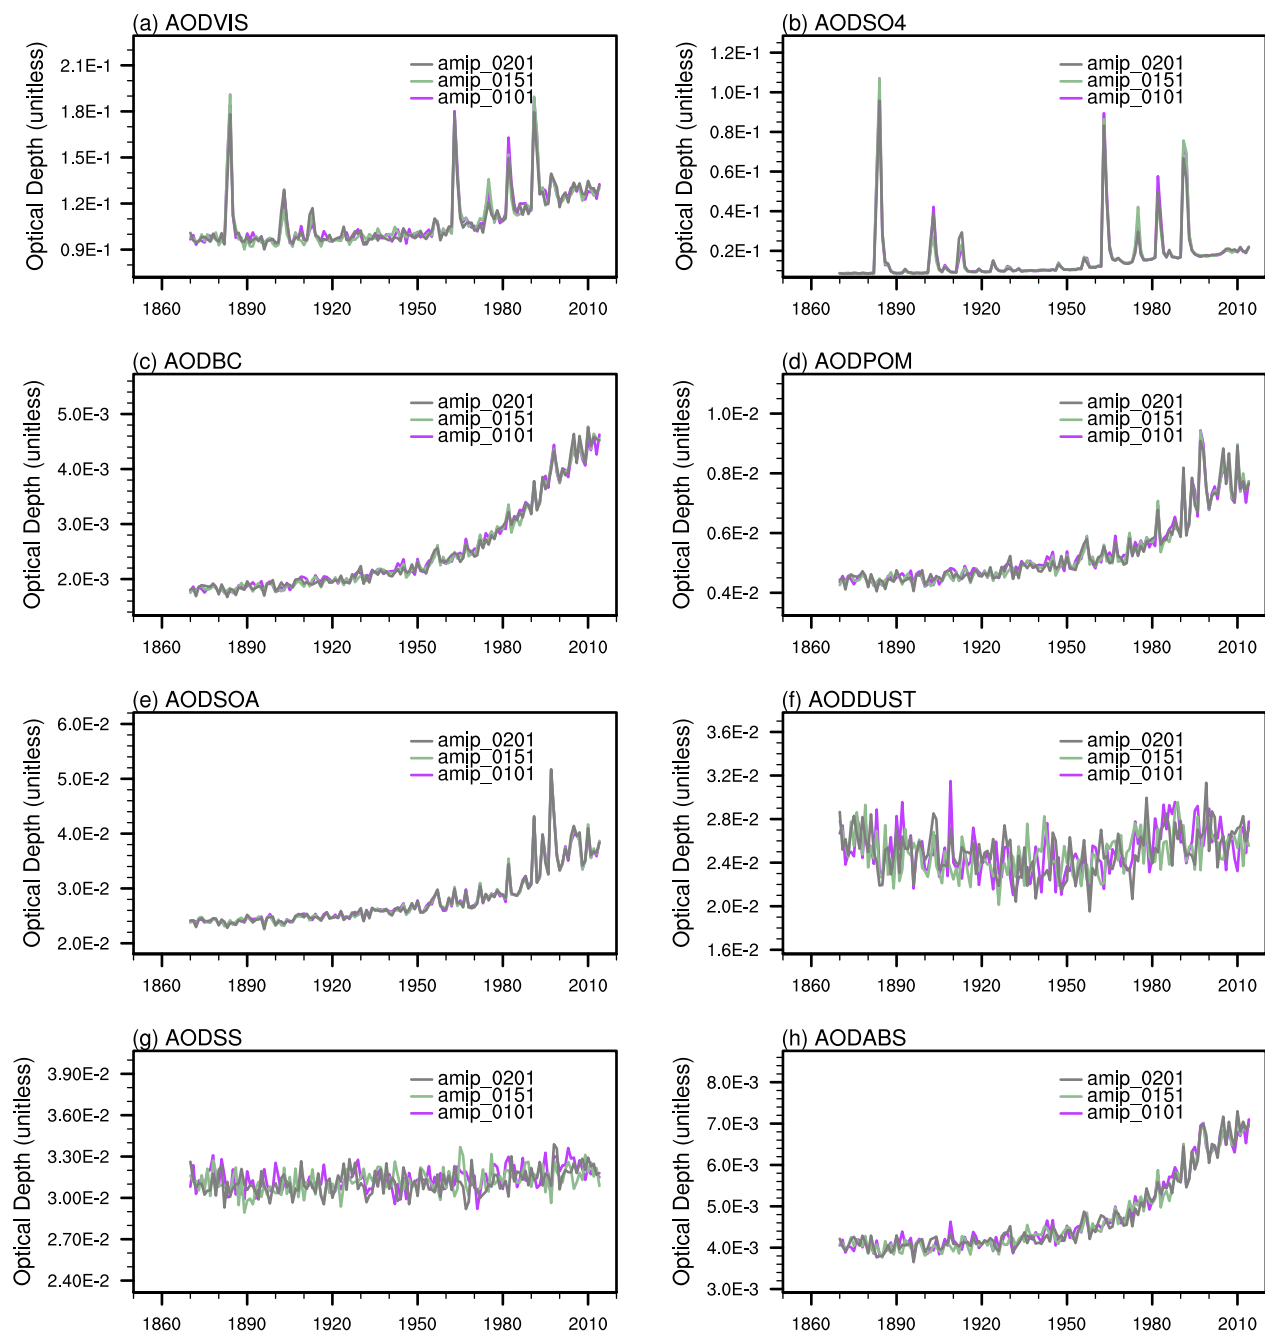 (a) AODVIS
Optical Depth (unitless)
2.1E-1
1.8E-1
1.5E-1
1.2E-1
0.9E-1
amip_0201
amip_0151
amip_0101
1860 1890 1920 1950 1980 2010
(b) AODSO4
Optical Depth (unitless)
1.2E-1
1.0E-1
0.8E-1
0.6E-1
0.4E-1
0.2E-1
amip_0201
amip_0151
amip_0101
1860 1890 1920 1950 1980 2010
(c) AODBC
Optical Depth (unitless)
5.0E-3
4.0E-3
3.0E-3
2.0E-3
amip_0201
amip_0151
amip_0101
1860 1890 1920 1950 1980 2010
(d) AODPOM
Optical Depth (unitless)
1.0E-2
0.8E-2
0.6E-2
0.4E-2
amip_0201
amip_0151
amip_0101
1860 1890 1920 1950 1980 2010
(e) AODSOA
Optical Depth (unitless)
6.0E-2
5.0E-2
4.0E-2
3.0E-2
2.0E-2
amip_0201
amip_0151
amip_0101
1860 1890 1920 1950 1980 2010
(f) AODDUST
Optical Depth (unitless)
3.6E-2
3.2E-2
2.8E-2
2.4E-2
2.0E-2
1.6E-2
amip_0201
amip_0151
amip_0101
1860 1890 1920 1950 1980 2010
(g) AODSS
Optical Depth (unitless)
3.90E-2
3.60E-2
3.30E-2
3.00E-2
2.70E-2
2.40E-2
amip_0201
amip_0151
amip_0101
1860 1890 1920 1950 1980 2010
(h) AODABS
Optical Depth (unitless)
8.0E-3
7.0E-3
6.0E-3
5.0E-3
4.0E-3
3.0E-3
amip_0201
amip_0151
amip_0101
1860 1890 1920 1950 1980 2010